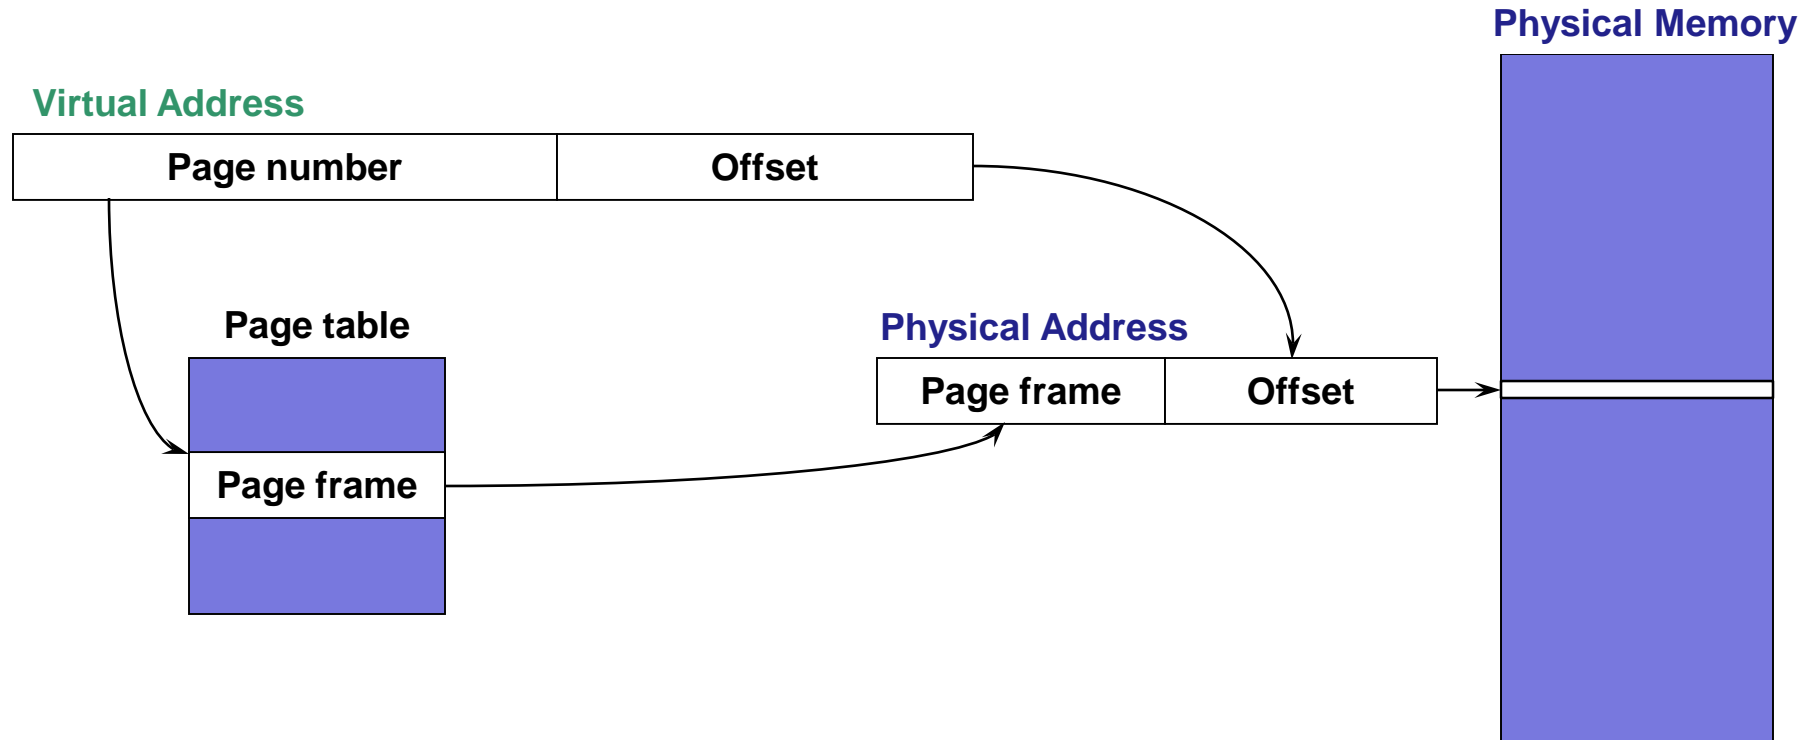 Physical Memory
Virtual Address
Page number
Offset
Page table
Physical Address
Page frame
Offset
Page frame